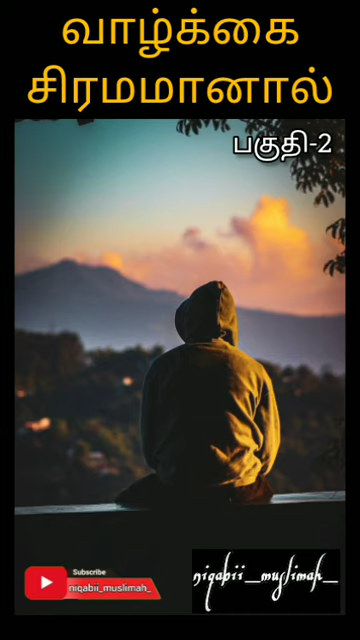 வாழ்க்கை
சிரமமானால்
பகுதி-2
Subscribe
niqabii_muslimah_
niqabii_muslimah_